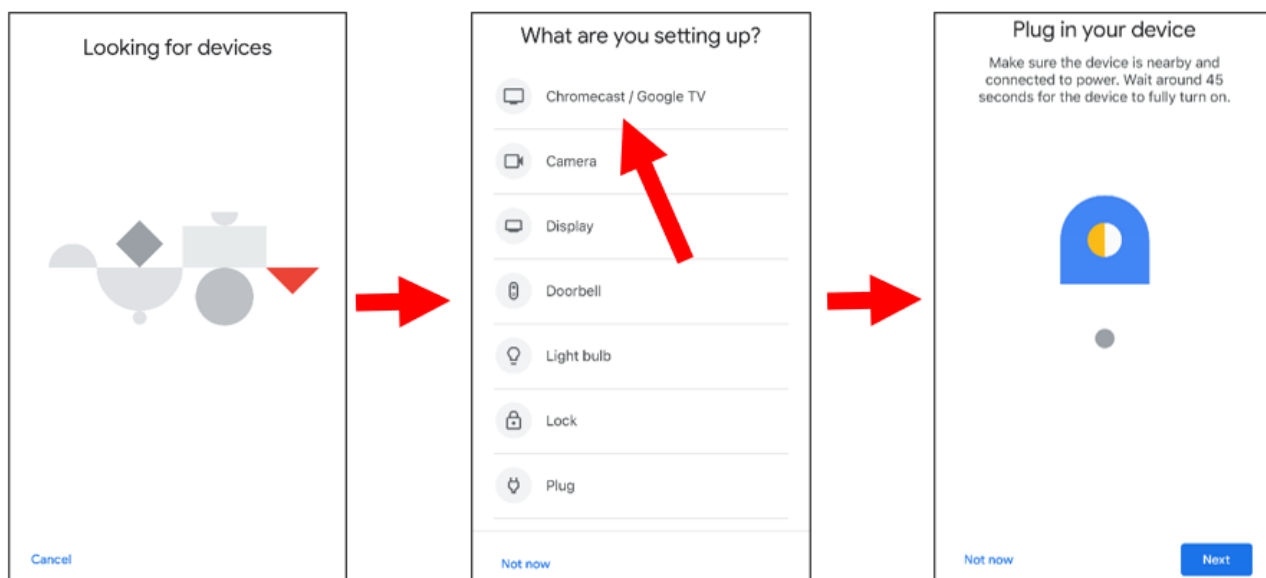 Looking for devices
Cancel
What are you setting up?
Chromecast / Google TV
Camera
Display
Doorbell
Light bulb
Lock
Plug
Not now
Plug in your device
Make sure the device is nearby and
connected to power. Wait around 45
seconds for the device to fully turn on.
Not now
Next